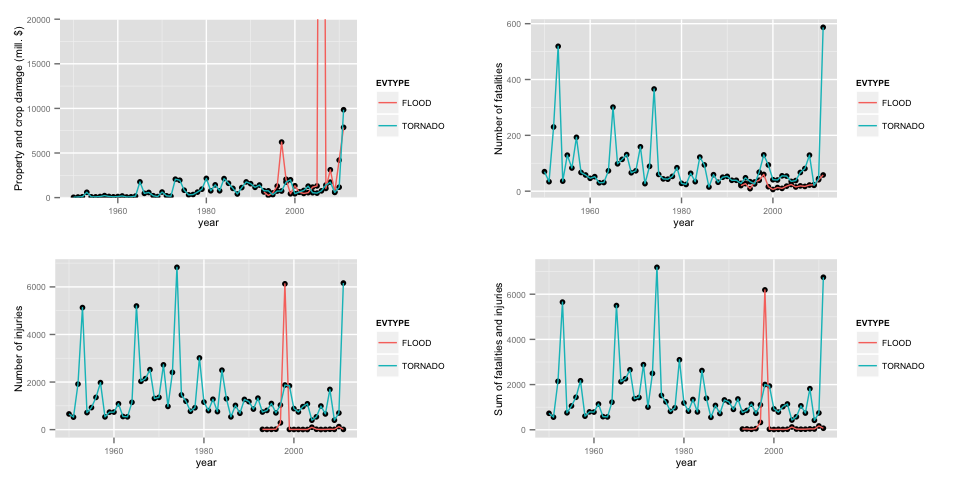 Property and crop damage (mill. $)
20000
15000
10000
5000
0
1960
1980
2000
year
EVTYPE
FLOOD
TORNADO
Number of fatalities
600
400
200
0
1960
1980
2000
year
EVTYPE
FLOOD
TORNADO
Number of injuries
6000
4000
2000
0
1960
1980
2000
year
EVTYPE
FLOOD
TORNADO
Sum of fatalities and injuries
6000
4000
2000
0
1960
1980
2000
year
EVTYPE
FLOOD
TORNADO